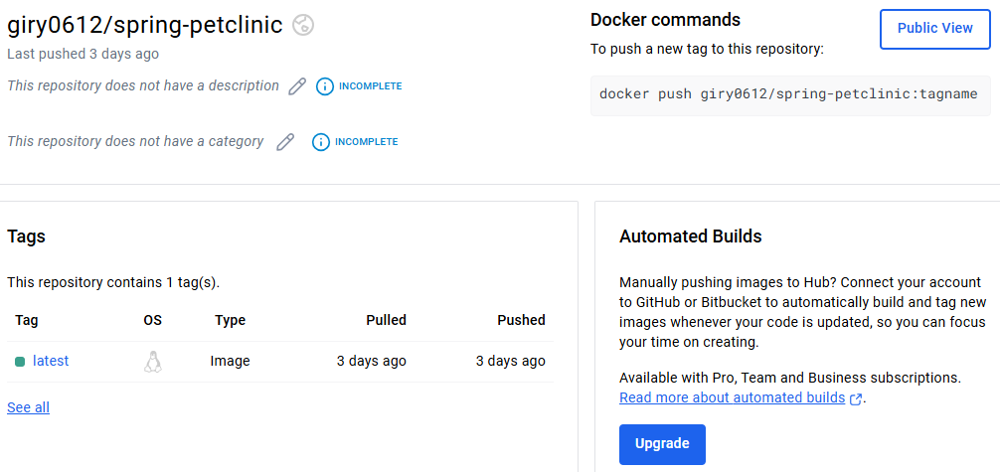 giry0612/spring-petclinic
Last pushed 3 days ago
This repository does not have a description
INCOMPLETE
This repository does not have a category
INCOMPLETE
Docker commands
Public View
To push a new tag to this repository:
docker push giry0612/spring-petclinic:tagname
Tags
This repository contains 1 tag(s).
Tag OS Type Pulled Pushed
latest Image 3 days ago 3 days ago
See all
Automated Builds
Manually pushing images to Hub? Connect your account
to GitHub or Bitbucket to automatically build and tag new
images whenever your code is updated, so you can focus
your time on creating.
Available with Pro, Team and Business subscriptions.
Read more about automated builds .
Upgrade